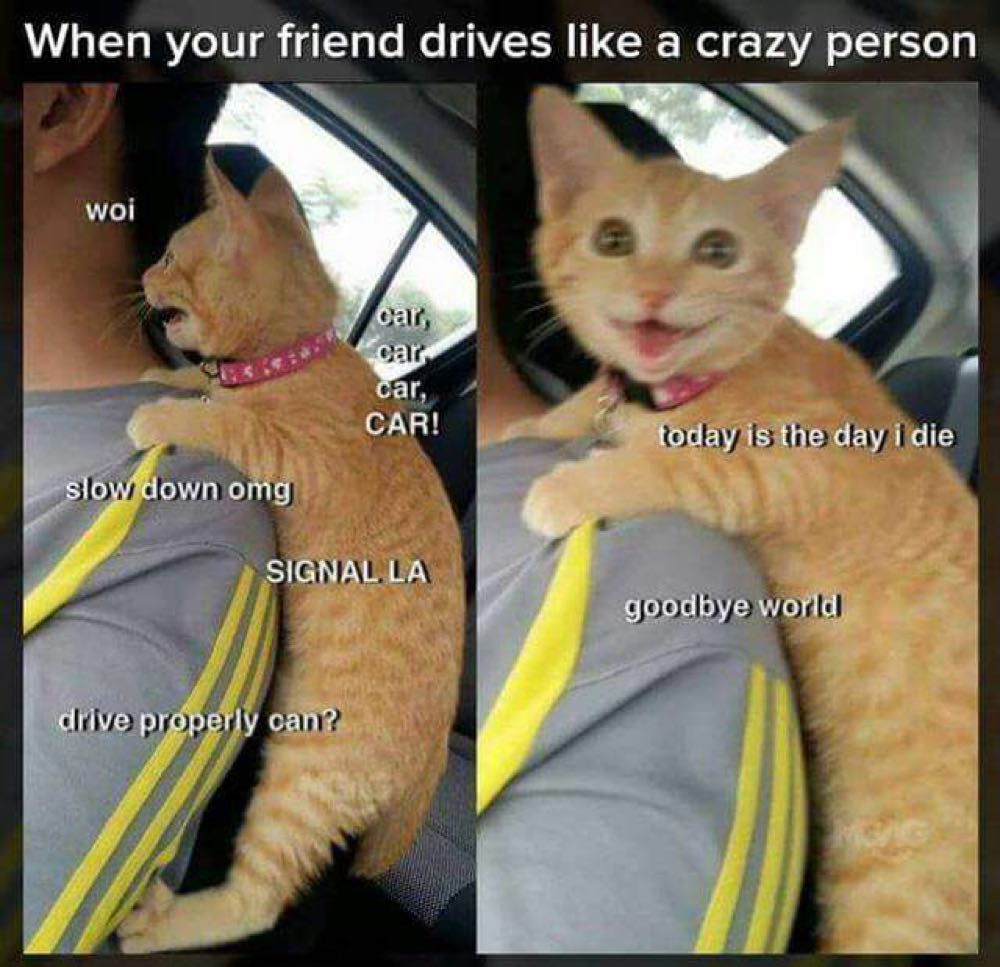 When your friend drives like a crazy person
woi
car,
car,
car,
CAR!
slow down omg
SIGNAL LA
drive properly can?
today is the day i die
goodbye world